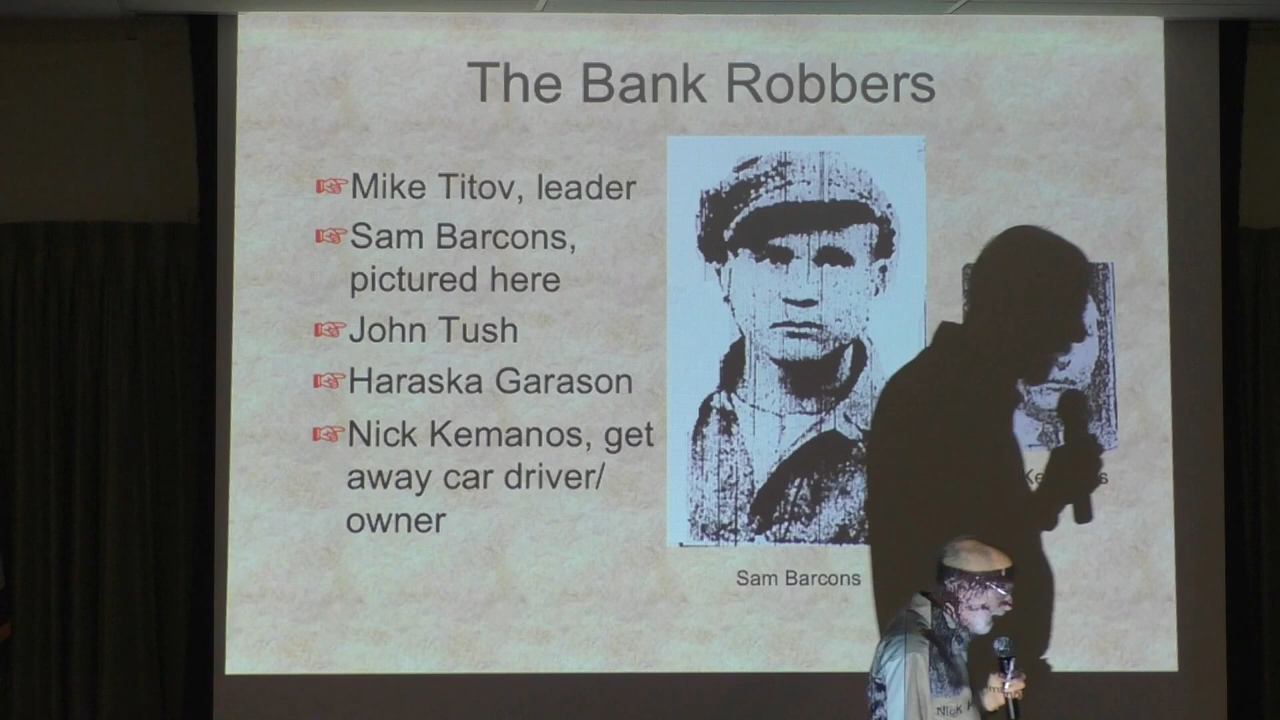 The Bank Robbers
Mike Titov, leader
Sam Barcons,
pictured here
John Tush
Haraska Garason
Nick Kemanos, get
away car driver/
owner
Sam Barcons
Nick